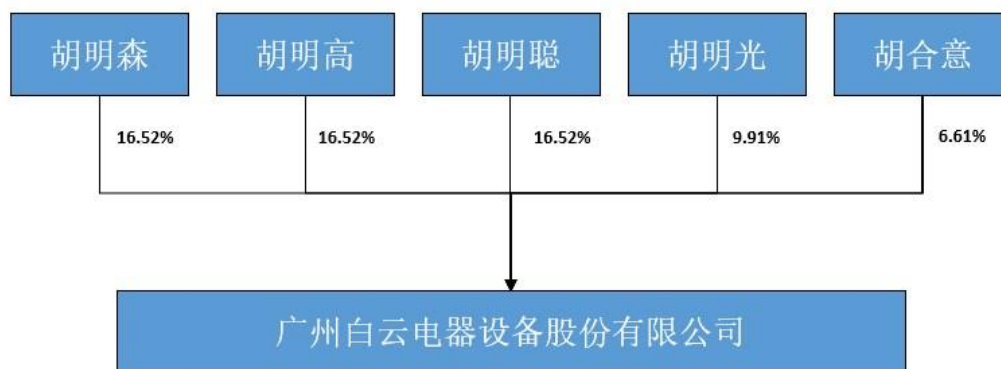 胡明森 胡明高 胡明聪 胡明光 胡合意
16.52% 16.52% 16.52% 9.91% 6.61%
广州白云电器设备股份有限公司